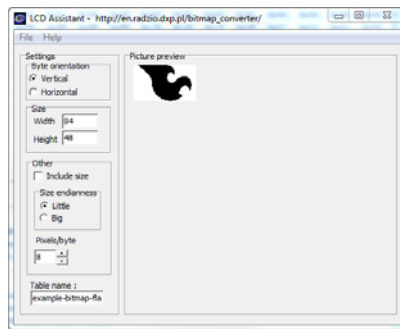 LCD Assistant - http://en.radzio.dxp.pl/bitmap_converter/
File Help
Settings
Byte orientation
Vertical
Horizontal
Size
Width 84
Height 48
Other
Include size
Size endianness
Little
Big
Pixels/byte
8
Table name :
example-bitmap-fla
Picture preview